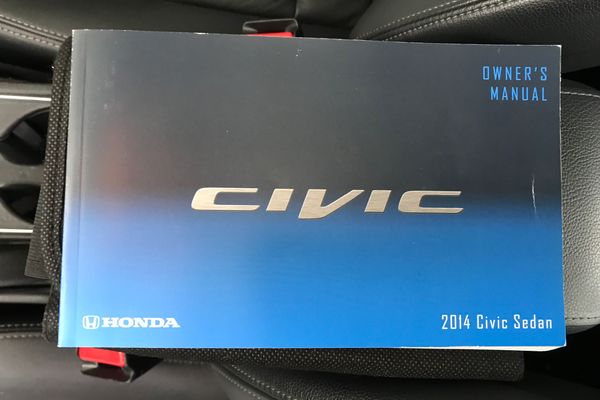 OWNER'S
MANUAL
CIVIC
HONDA
2014 Civic Sedan